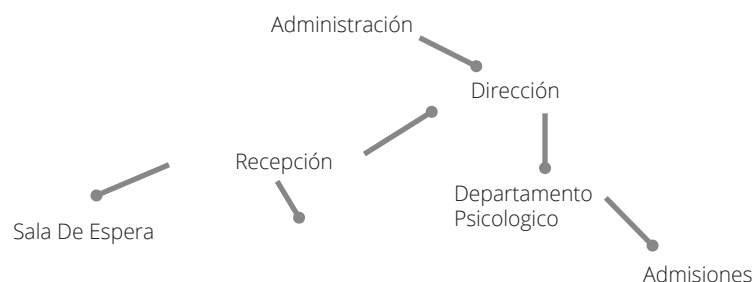 Administración
Dirección
Recepción
Departamento
Psicologico
Sala De Espera
Admisiones